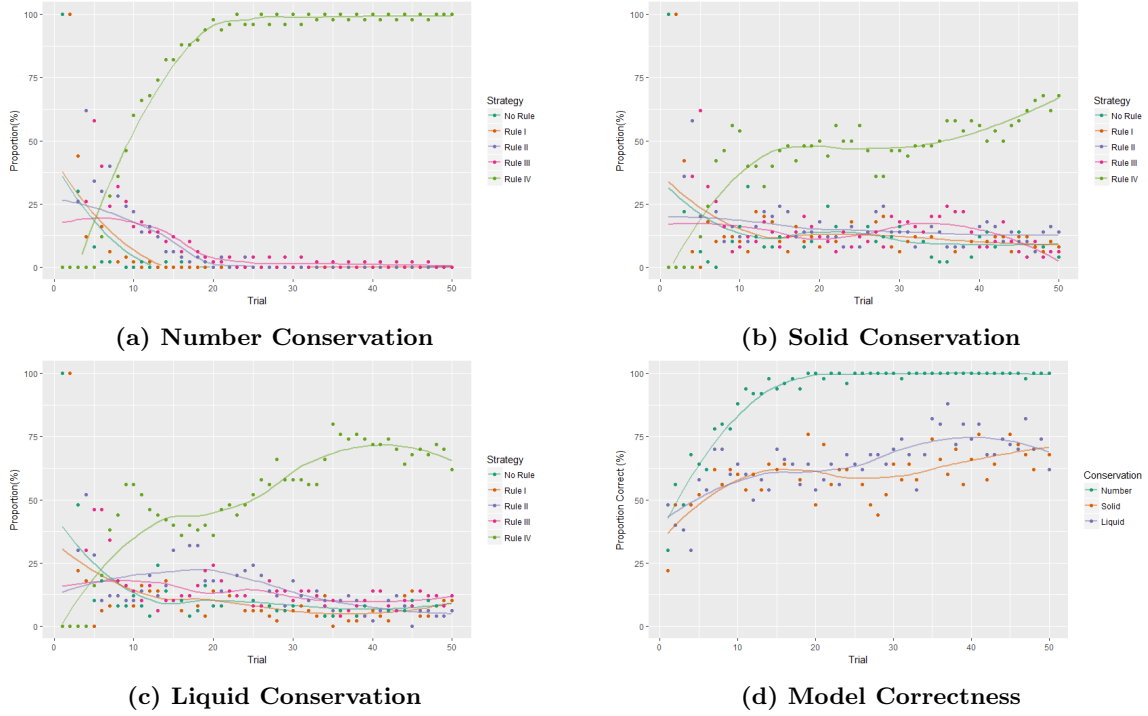 100
75
50
25
0
Proportion(%)
0
10
20
30
40
50
Trial
Strategy
No Rule
Rule I
Rule II
Rule III
Rule IV
(a) Number Conservation
100
75
50
25
0
Proportion(%)
0
10
20
30
40
50
Trial
Strategy
No Rule
Rule I
Rule II
Rule III
Rule IV
(b) Solid Conservation
100
75
50
25
0
Proportion(%)
0
10
20
30
40
50
Trial
Strategy
No Rule
Rule I
Rule II
Rule III
Rule IV
(c) Liquid Conservation
100
75
50
25
0
Proportion Correct (%)
0
10
20
30
40
50
Trial
Conservation
Number
Solid
Liquid
(d) Model Correctness